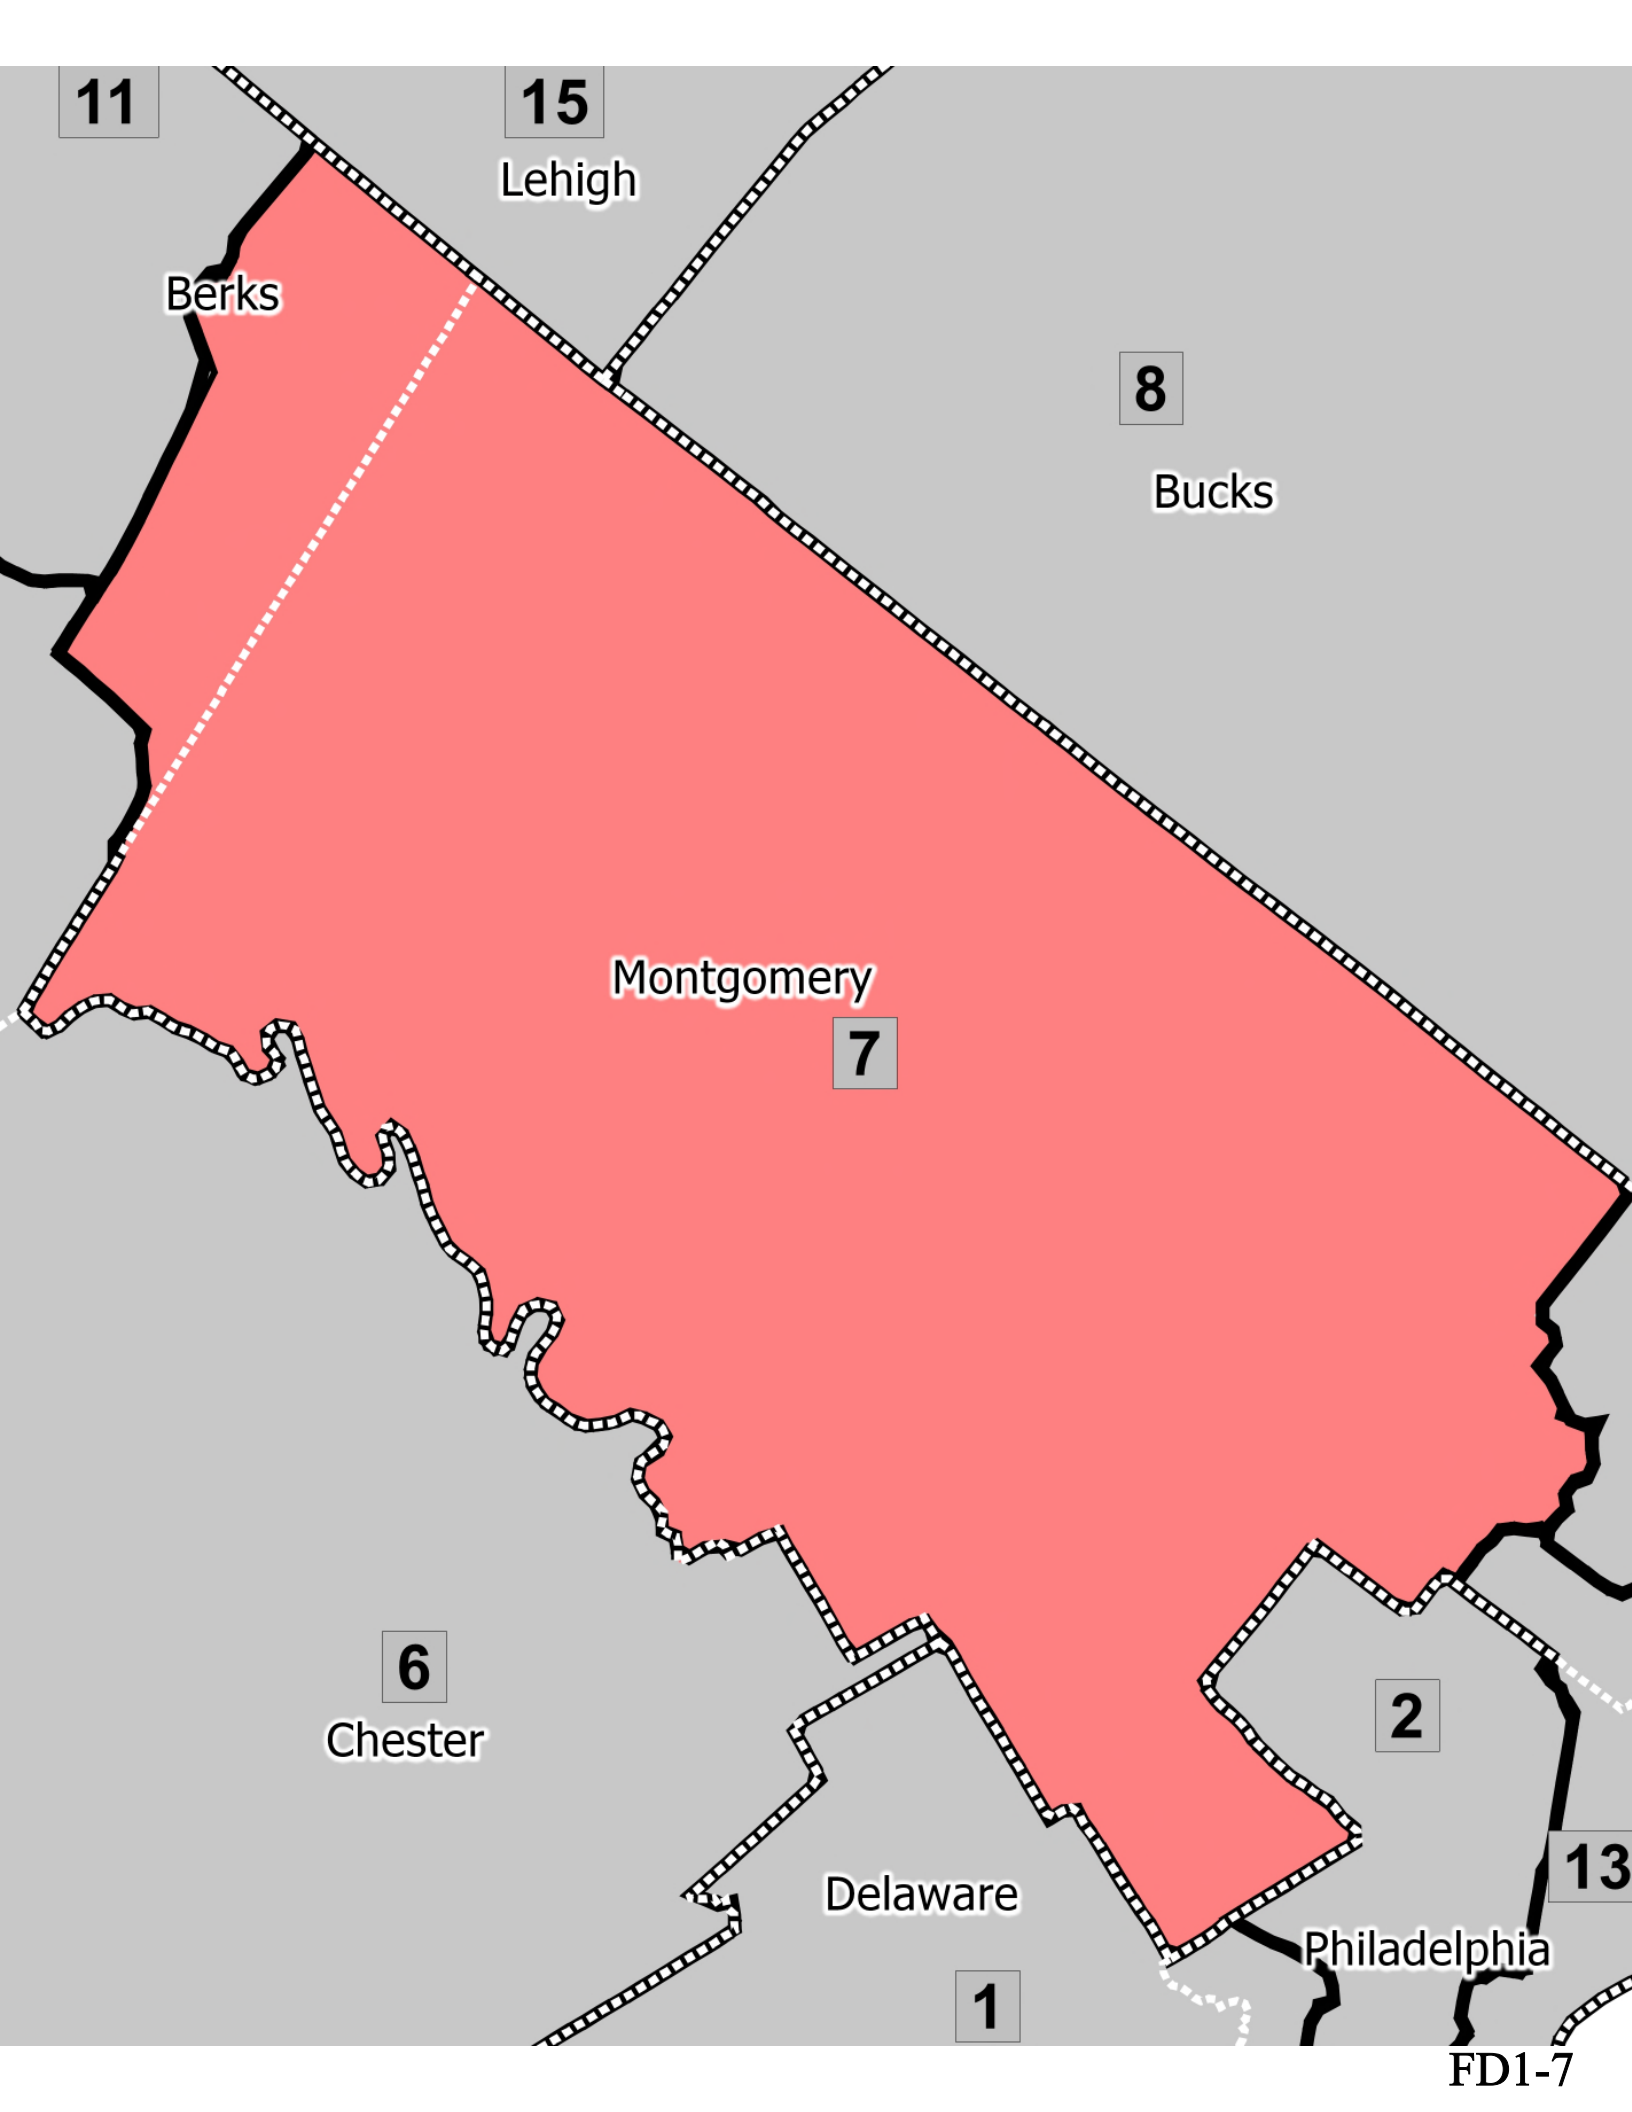 11
15
Lehigh
Berks
8
Bucks
Montgomery
7
6
Chester
2
13
Delaware
Philadelphia
1
FD1-7